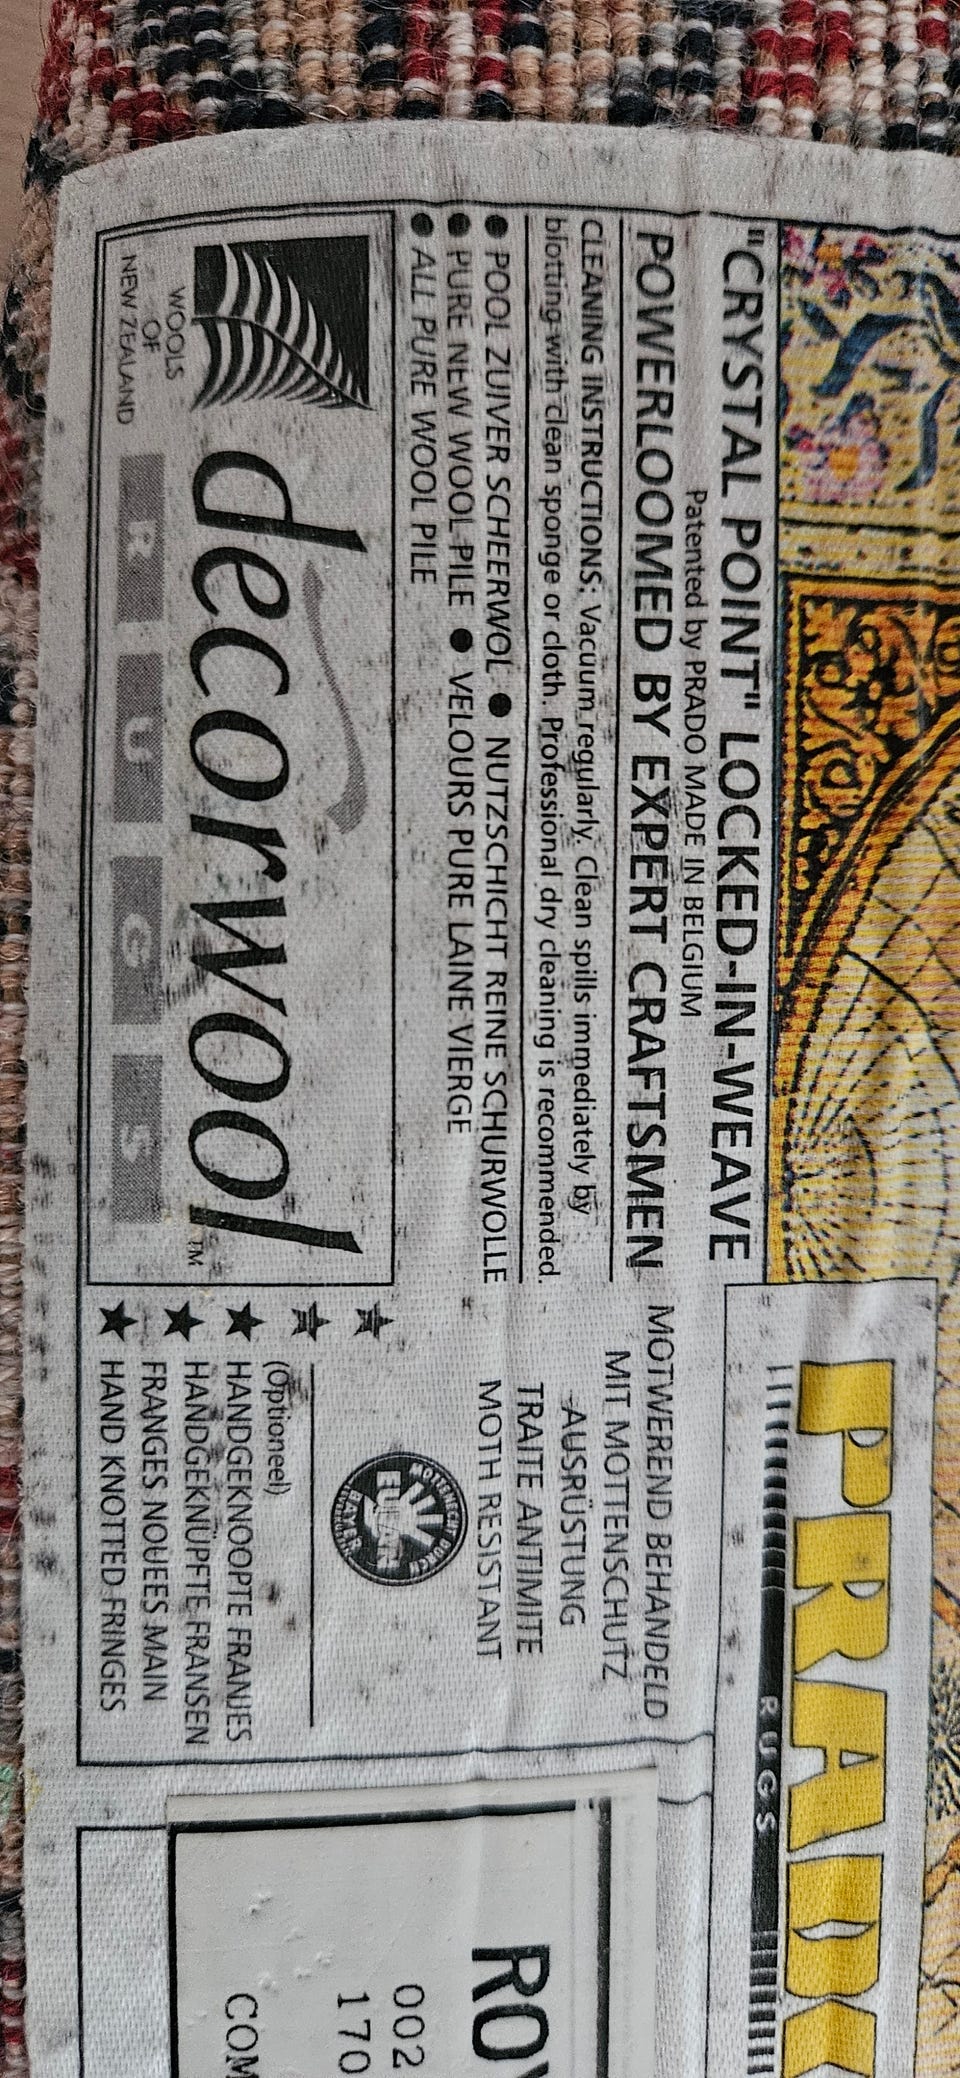 PRADO
RUGS
"CRYSTAL POINT" LOCKED-IN-WEAVE
Patented by PRADO MADE IN BELGIUM
POWERLOOMED BY EXPERT CRAFTSMEN
CLEANING INSTRUCTIONS: Vacuum regularly. Clean spills immediately by
blotting with clean sponge or cloth. Professional dry cleaning is recommended.
● POOL ZUIVER SCHEERWOL ● NUTZSCHICHT REINE SCHURWOLLE
● PURE NEW WOOL PILE ● VELOURS PURE LAINE VIERGE
● ALL PURE WOOL PILE
WOOLS
OF
NEW ZEALAND
decorwool™
RUGS
MOTWEREND BEHANDELD
MIT MOTTENSCHUTZ
AUSRÜSTUNG
TRAITE ANTIMITE
MOTH RESISTANT
EULAN
BAYER
(Optioneel)
★ HANDGEKNOOPTE FRANJES
★ HANDGEKNÜPFTE FRANSEN
FRANGES NOUEES MAIN
★ HAND KNOTTED FRINGES
002
170
COM